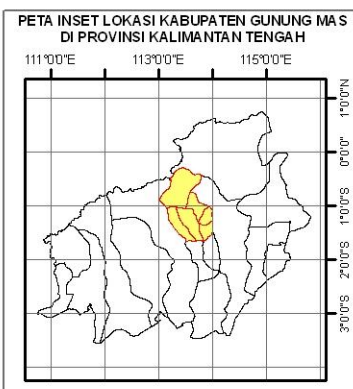 PETA INSET LOKASI KABUPATEN GUNUNG MAS
DI PROVINSI KALIMANTAN TENGAH
111°0'0"E 113°0'0"E 115°0'0"E
1°0'0"N
0°0'0"
1°0'0"S
2°0'0"S
3°0'0"S